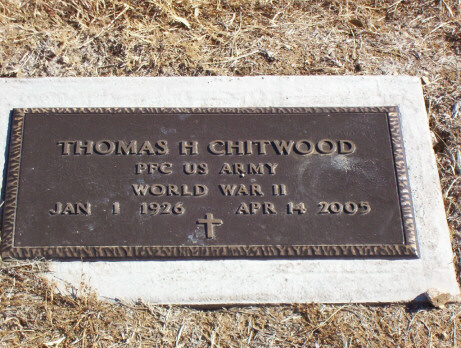 THOMAS H CHITWOOD
PFC US ARMY
WORLD WAR II
JAN 1 1926 APR 14 2005